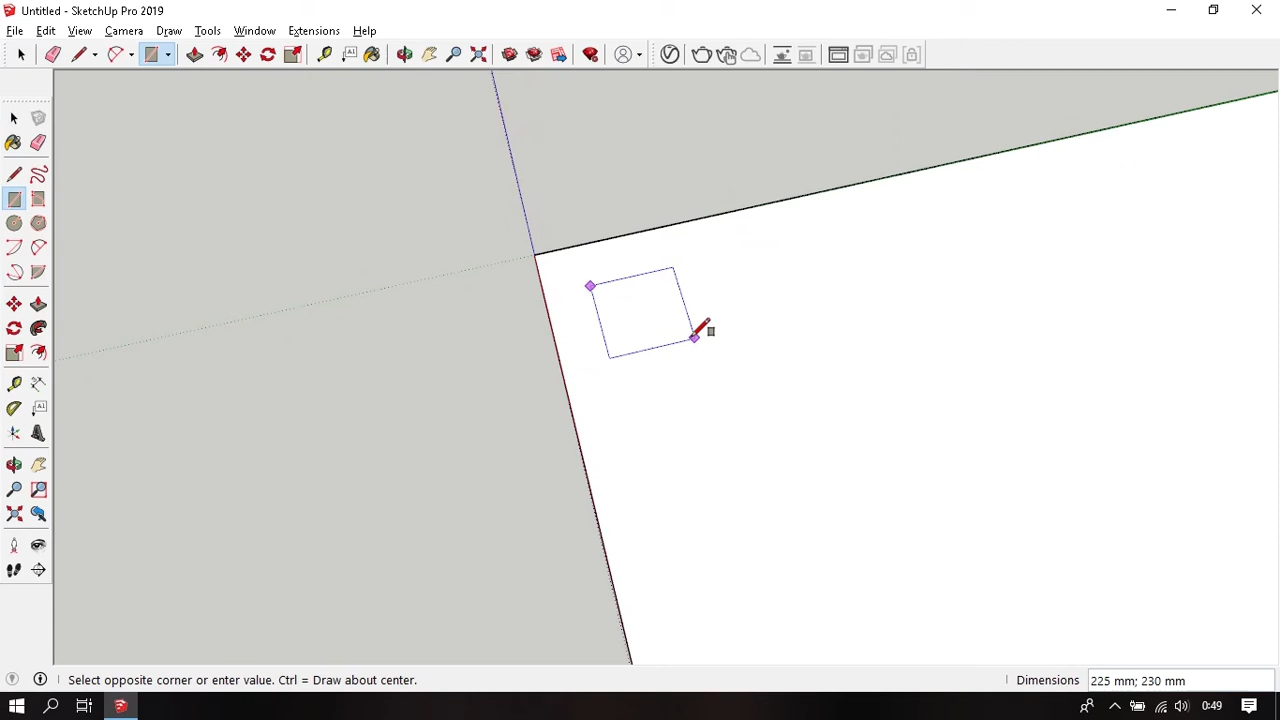 Untitled - SketchUp Pro 2019
File Edit View Camera Draw Tools Window Extensions Help
Select opposite corner or enter value. Ctrl = Draw about center.
Dimensions 225 mm; 230 mm
0:49